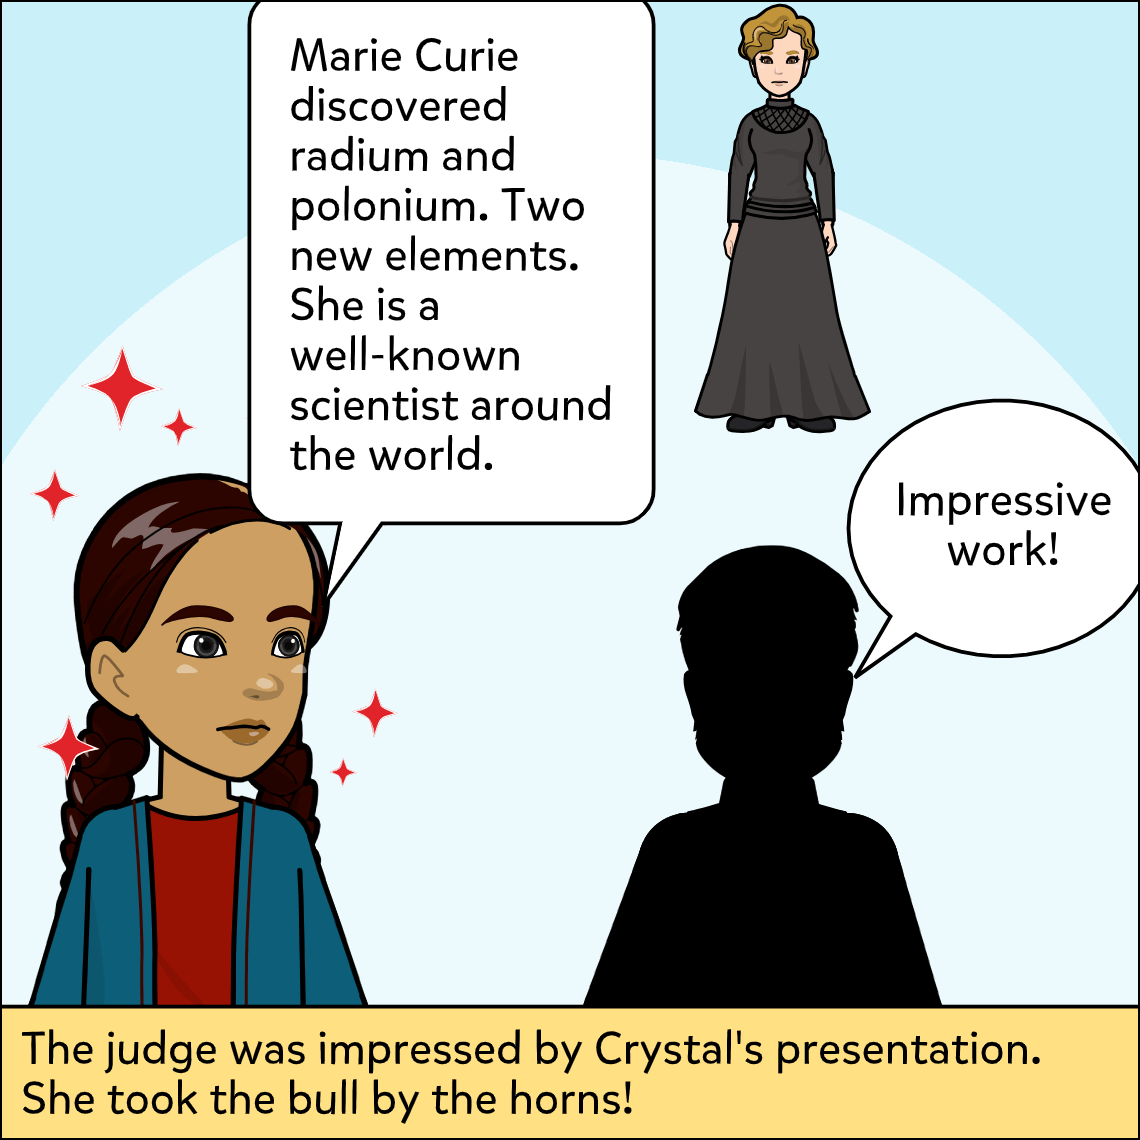 Marie Curie
discovered
radium and
polonium. Two
new elements.
She is a
well-known
scientist around
the world.
Impressive
work!
The judge was impressed by Crystal's presentation.
She took the bull by the horns!